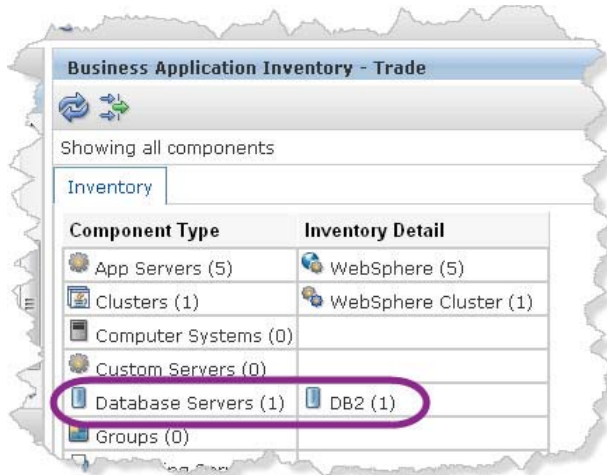 Business Application Inventory - Trade
Showing all components
Inventory
Component Type Inventory Detail
App Servers (5) WebSphere (5)
Clusters (1) WebSphere Cluster (1)
Computer Systems (0)
Custom Servers (0)
Database Servers (1) DB2 (1)
Groups (0)